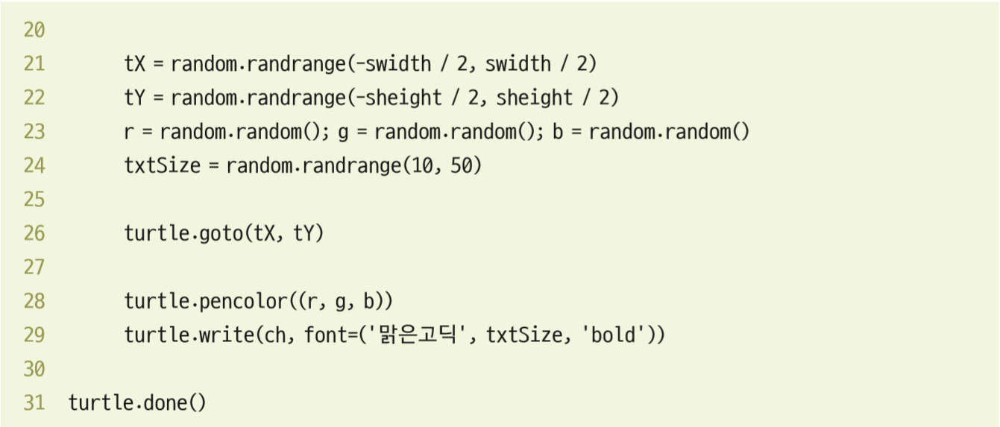 20
21 tX = random.randrange(-swidth / 2, swidth / 2)
22 tY = random.randrange(-sheight / 2, sheight / 2)
23 r = random.random(); g = random.random(); b = random.random()
24 txtSize = random.randrange(10, 50)
25
26 turtle.goto(tX, tY)
27
28 turtle.pencolor((r, g, b))
29 turtle.write(ch, font=('맑은고딕', txtSize, 'bold'))
30
31 turtle.done()